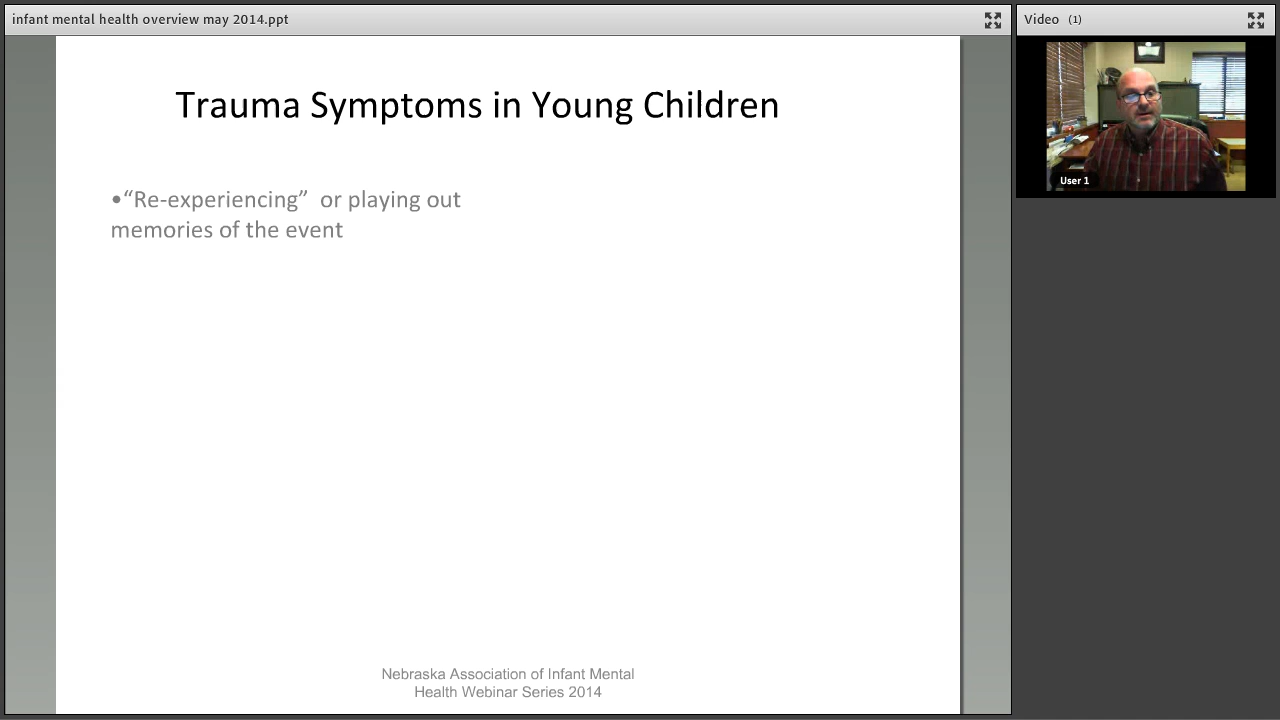 infant mental health overview may 2014.ppt
Video (1)
Trauma Symptoms in Young Children
•“Re-experiencing” or playing out
memories of the event
User 1
Nebraska Association of Infant Mental
Health Webinar Series 2014